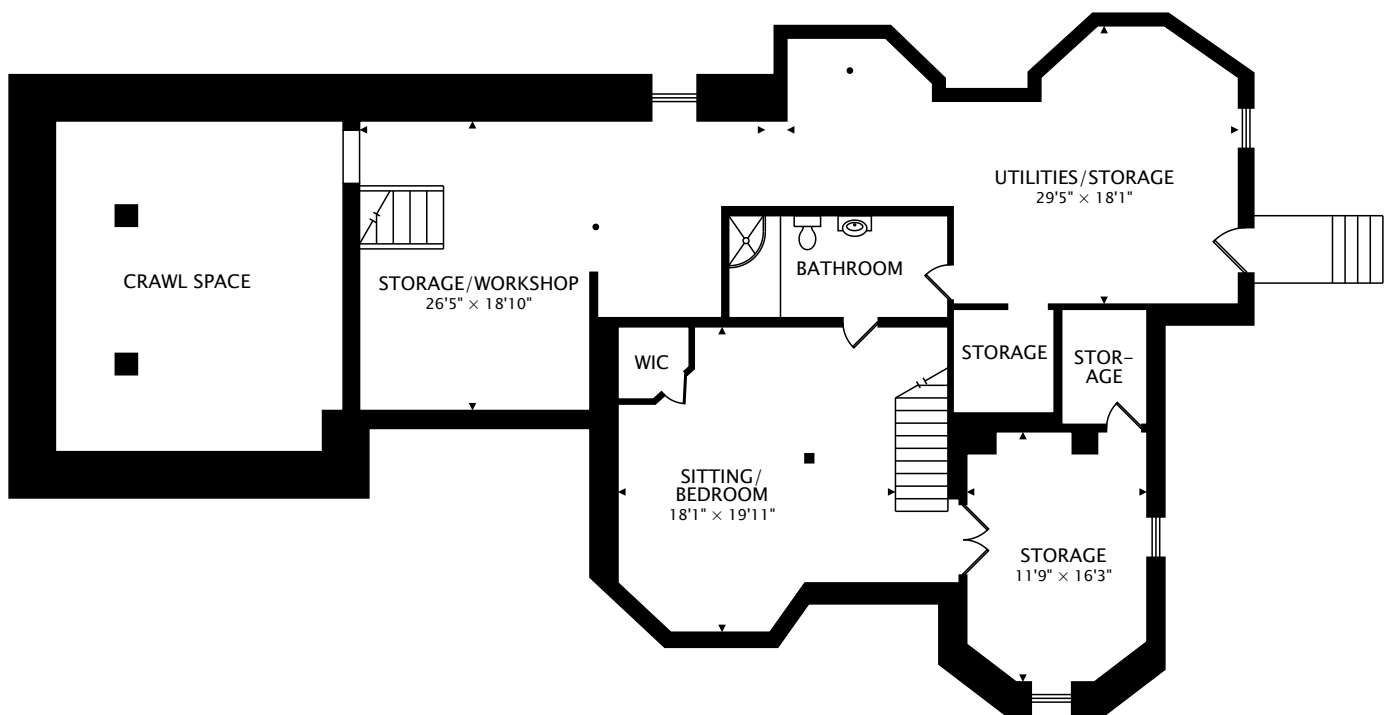 UTILITIES/STORAGE
29'5" × 18'1"
CRAWL SPACE
STORAGE/WORKSHOP
26'5" × 18'10"
BATHROOM
WIC
STORAGE
STOR-
AGE
SITTING/
BEDROOM
18'1" × 19'11"
STORAGE
11'9" × 16'3"